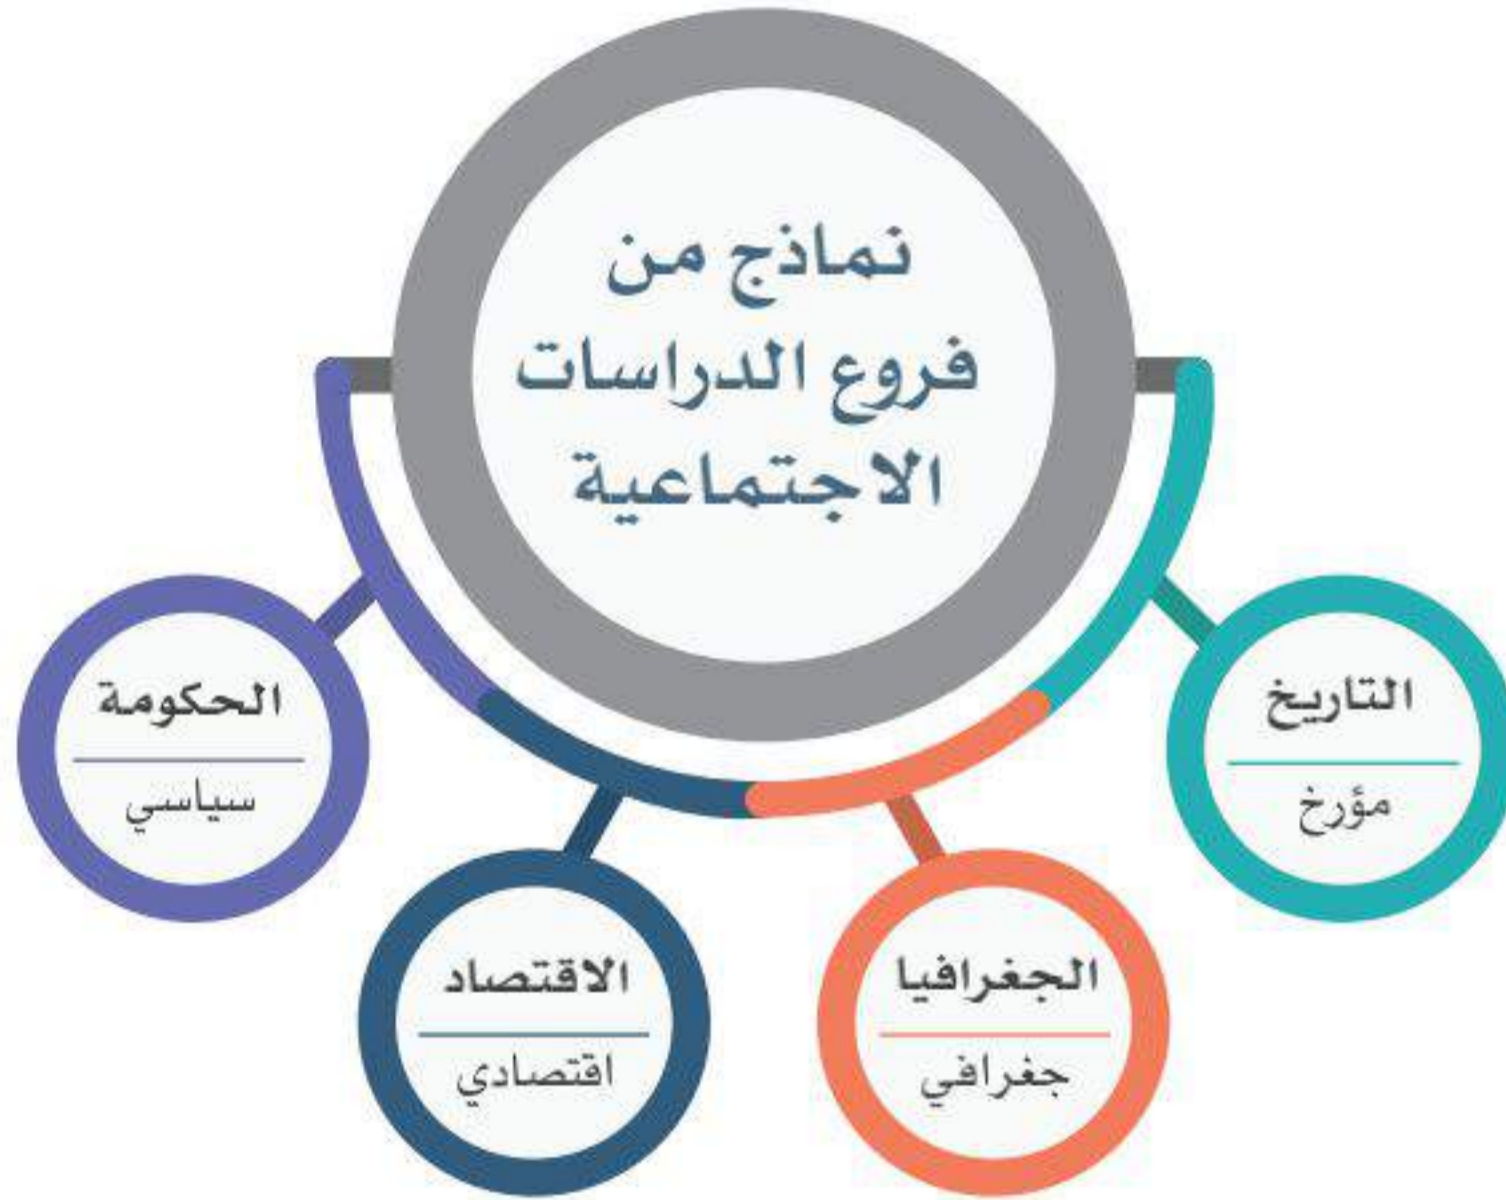 نماذج من
فروع الدراسات
الاجتماعية
التاريخ
مؤرخ
الجغرافيا
جغرافي
الاقتصاد
اقتصادي
الحكومة
سياسي